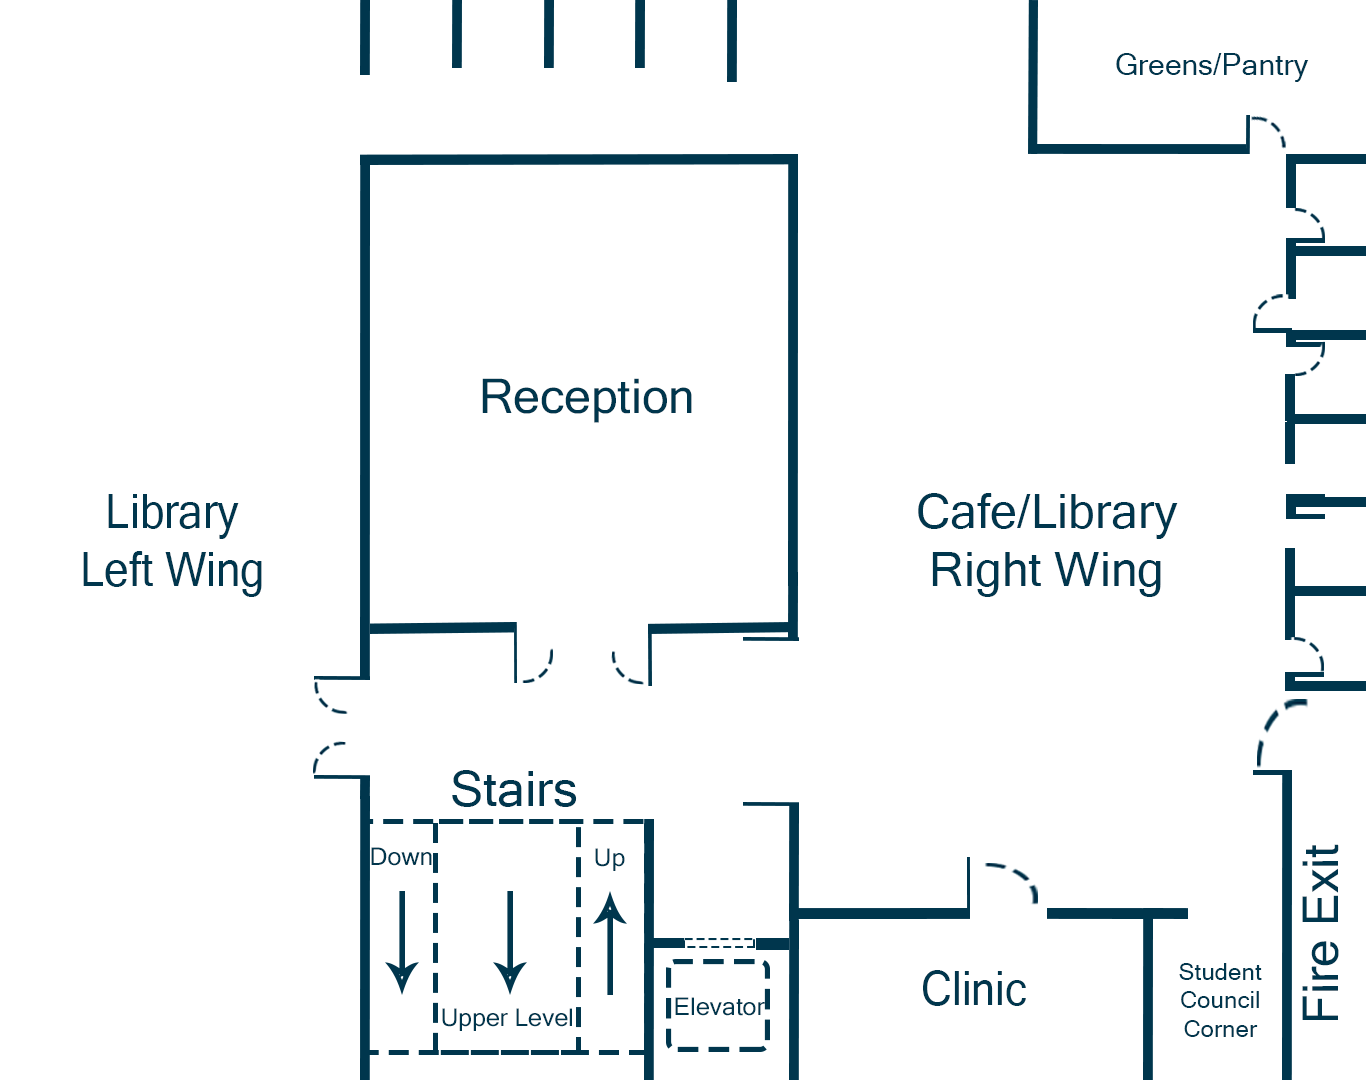 Greens/Pantry
Reception
Library
Left Wing
Cafe/Library
Right Wing
Stairs
Down
Up
Upper Level
Elevator
Clinic
Student
Council
Corner
Fire Exit